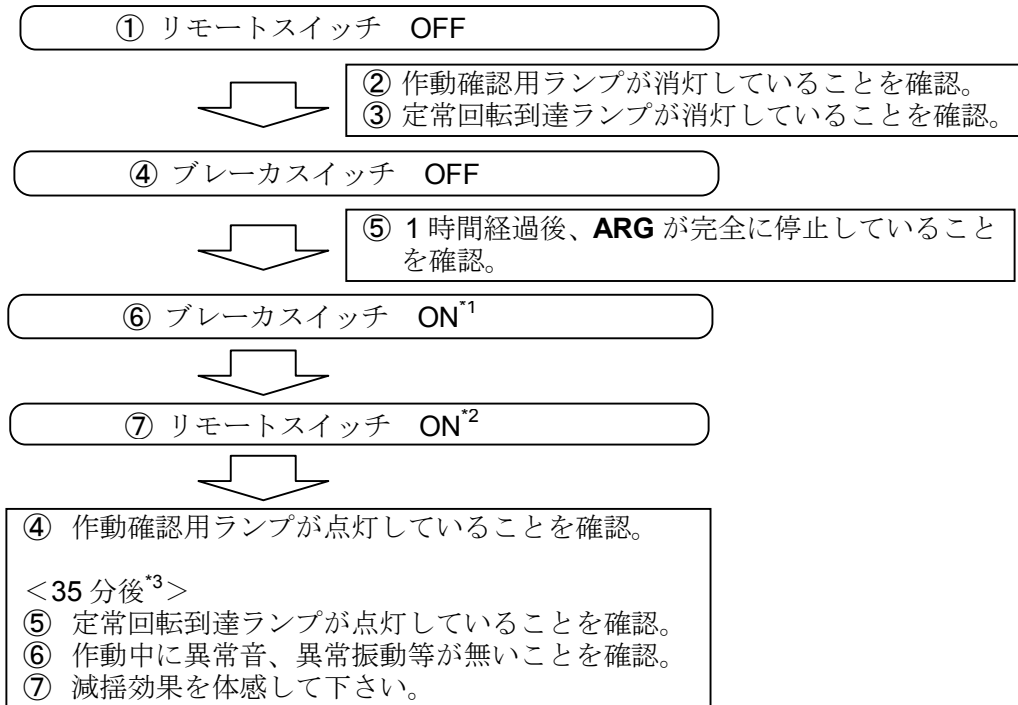 ① リモートスイッチ OFF
② 作動確認用ランプが消灯していることを確認。
③ 定常回転到達ランプが消灯していることを確認。
④ ブレーカスイッチ OFF
⑤ 1時間経過後、ARG が完全に停止していること
を確認。
⑥ ブレーカスイッチ ON*1
⑦ リモートスイッチ ON*2
④ 作動確認用ランプが点灯していることを確認。
<35分後*3>
⑤ 定常回転到達ランプが点灯していることを確認。
⑥ 作動中に異常音、異常振動等が無いことを確認。
⑦ 減揺効果を体感して下さい。